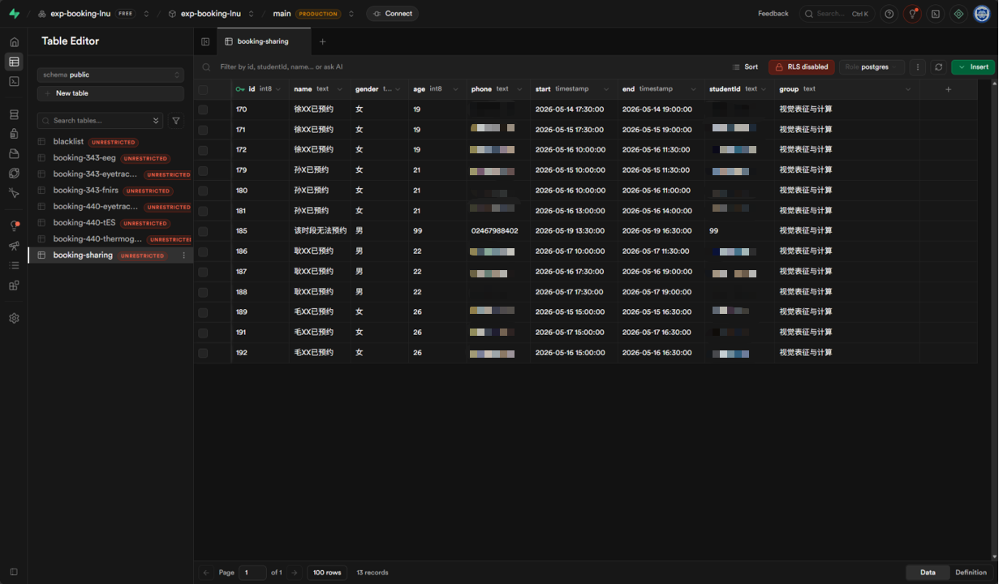 exp-booking-lnu FREE exp-booking-lnu main PRODUCTION Connect Feedback Search... Ctrl K
Table Editor booking-sharing
schema public
New table
Search tables...
blacklist UNRESTRICTED
booking-343-eeg UNRESTRICTED
booking-343-eyetrac... UNRESTRICTED
booking-343-fnirs UNRESTRICTED
booking-440-eyetrac... UNRESTRICTED
booking-440-tES UNRESTRICTED
booking-440-thermog... UNRESTRICTED
booking-sharing UNRESTRICTED
Filter by id, studentId, name... or ask AI Sort RLS disabled Role postgres Insert
id int8 name text gender t... age int8 phone text start timestamp end timestamp studentId text group text
170 徐XX已预约 女 19 2026-05-14 17:30:00 2026-05-14 19:00:00 视觉表征与计算
171 徐XX已预约 女 19 2026-05-15 17:30:00 2026-05-15 19:00:00 视觉表征与计算
172 徐XX已预约 女 19 2026-05-16 10:00:00 2026-05-16 11:30:00 视觉表征与计算
179 孙X已预约 女 21 2026-05-15 10:00:00 2026-05-15 11:30:00 视觉表征与计算
180 孙X已预约 女 21 2026-05-16 10:00:00 2026-05-16 11:00:00 视觉表征与计算
181 孙X已预约 女 21 2026-05-16 13:00:00 2026-05-16 14:00:00 视觉表征与计算
185 该时段无法预约 男 99 02467988402 2026-05-19 13:30:00 2026-05-19 16:30:00 99 视觉表征与计算
186 耿XX已预约 男 22 2026-05-17 10:00:00 2026-05-17 11:30:00 视觉表征与计算
187 耿XX已预约 男 22 2026-05-16 17:30:00 2026-05-16 19:00:00 视觉表征与计算
188 耿XX已预约 男 22 2026-05-17 17:30:00 2026-05-17 19:00:00 视觉表征与计算
189 毛XX已预约 女 26 2026-05-15 15:00:00 2026-05-15 16:30:00 视觉表征与计算
191 毛XX已预约 女 26 2026-05-17 15:00:00 2026-05-17 16:30:00 视觉表征与计算
192 毛XX已预约 女 26 2026-05-16 15:00:00 2026-05-16 16:30:00 视觉表征与计算
Page 1 of 1 100 rows 13 records Data Definition